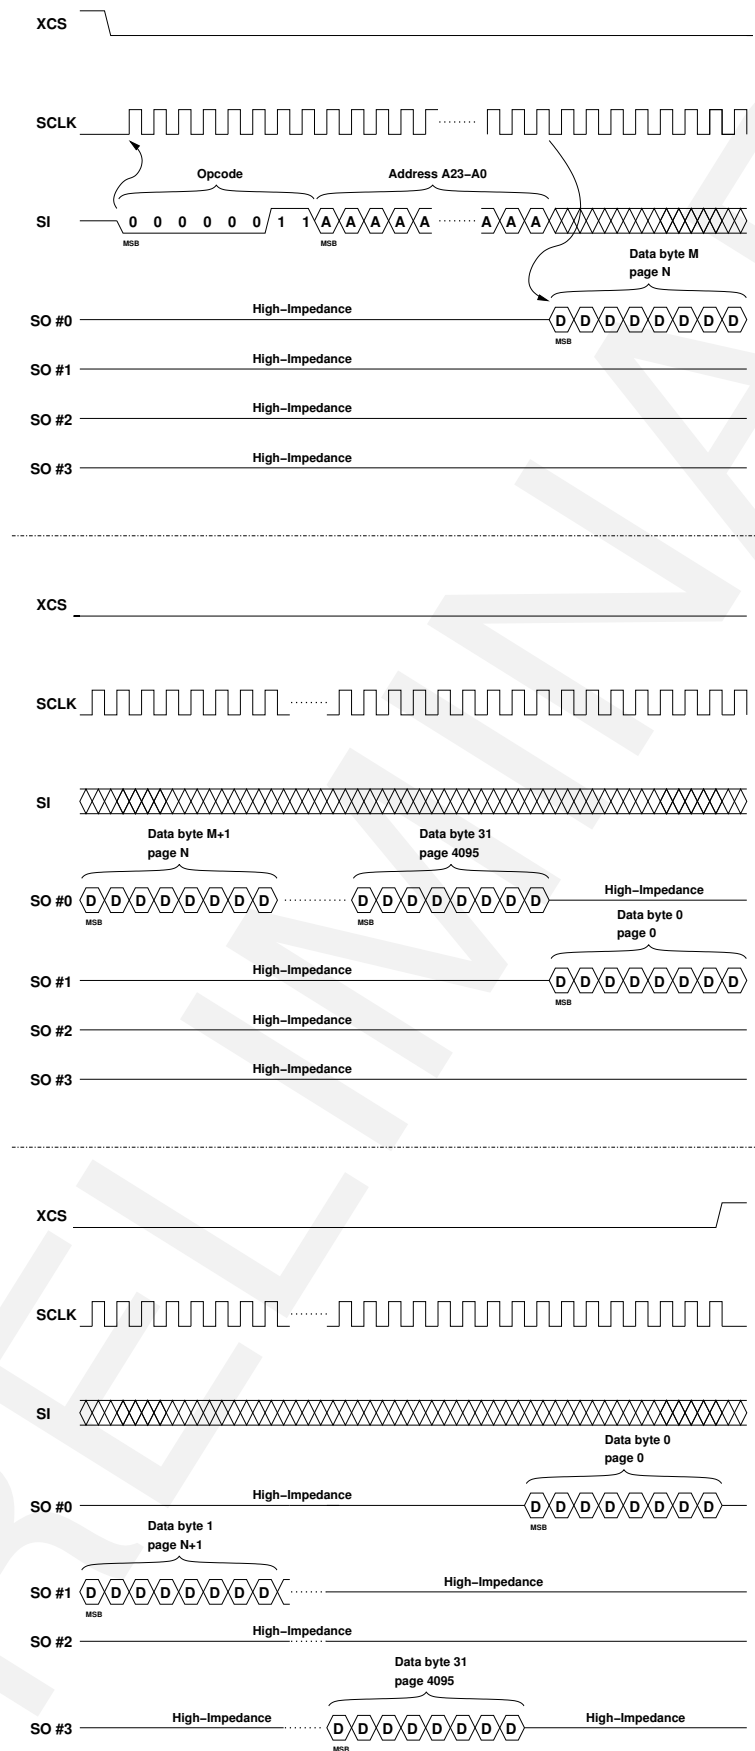 XCS
SCLK
Opcode
Address A23–A0
SI
0 0 0 0 0 0 1 1 A A A A A A A A
MSB
MSB
Data byte M
page N
High–Impedance
SO #0
D D D D D D D D
MSB
High–Impedance
SO #1
High–Impedance
SO #2
High–Impedance
SO #3
XCS
SCLK
SI
Data byte M+1
page N
Data byte 31
page 4095
SO #0
D D D D D D D D
D D D D D D D D
High–Impedance
MSB
MSB
Data byte 0
page 0
High–Impedance
SO #1
D D D D D D D D
MSB
High–Impedance
SO #2
High–Impedance
SO #3
XCS
SCLK
SI
Data byte 0
page 0
High–Impedance
SO #0
D D D D D D D D
MSB
Data byte 1
page N+1
SO #1
D D D D D D D D
High–Impedance
MSB
High–Impedance
SO #2
Data byte 31
page 4095
High–Impedance
High–Impedance
SO #3
D D D D D D D D
MSB